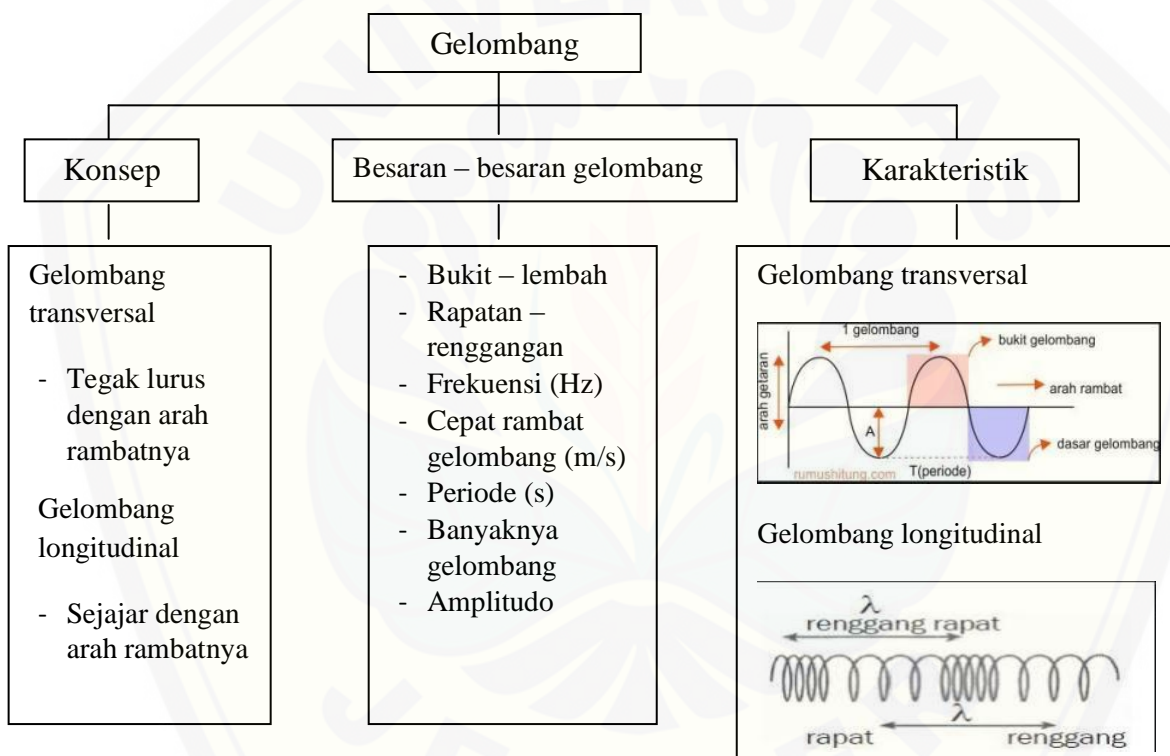 UNIVERSITAS
Gelombang
Konsep
Besaran – besaran gelombang
Karakteristik
Gelombang
transversal
- Tegak lurus
dengan arah
rambatnya
Gelombang
longitudinal
- Sejajar dengan
arah rambatnya
- Bukit – lembah
- Rapatan –
renggangan
- Frekuensi (Hz)
- Cepat rambat
gelombang (m/s)
- Periode (s)
- Banyaknya
gelombang
- Amplitudo
Gelombang transversal
1 gelombang
bukit gelombang
arah getaran
arah rambat
A
dasar gelombang
T(periode)
rumushitung.com
Gelombang longitudinal
λ
renggang rapat
λ
rapat
renggang